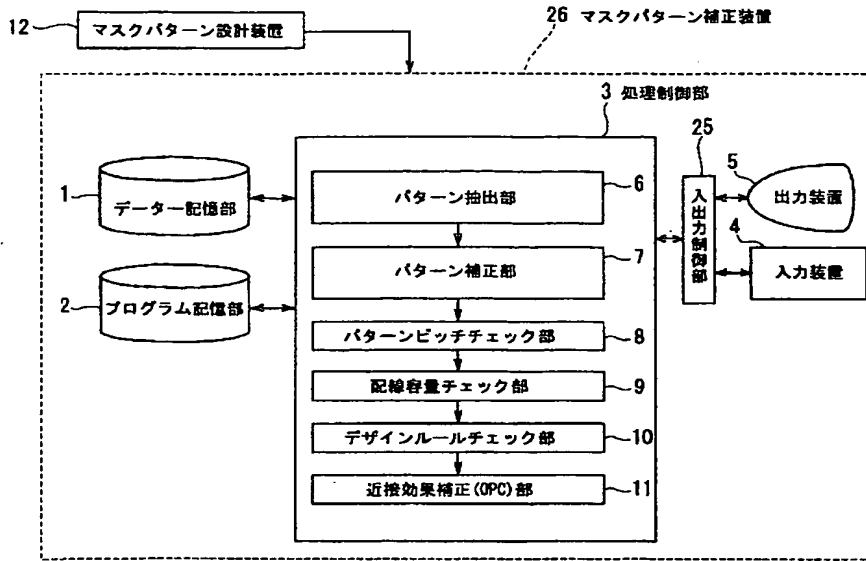 12 マスクパターン設計装置
26 マスクパターン補正装置
3 処理制御部
25
1
データー記憶部
2
プログラム記憶部
パターン抽出部
6
パターン補正部
7
パターンピッチチェック部
8
配線容量チェック部
9
デザインルールチェック部
10
近接効果補正(OPC)部
11
入出力制御部
5
出力装置
4
入力装置